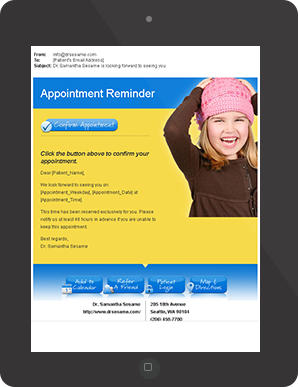 From: info@drsesame.com
To: [Patient's Email Address]
Subject: Dr. Samantha Sesame is looking forward to seeing you
Appointment Reminder
Confirm Appointment
Click the button above to confirm your
appointment.
Dear [Patient_Name],
We look forward to seeing you on:
[Appointment_Weekday], [Appointment_Date] at
[Appointment_Time].
This time has been reserved exclusively for you. Please
notify us at least 48 hours in advance if you are unable to
keep this appointment.
Best regards,
Dr. Samantha Sesame
Add to
Calendar
Refer
A Friend
Patient
Login
Map &
Directions
Dr. Samantha Sesame
http://www.drsesame.com/
205 18th Avenue
Seattle, WA 98104